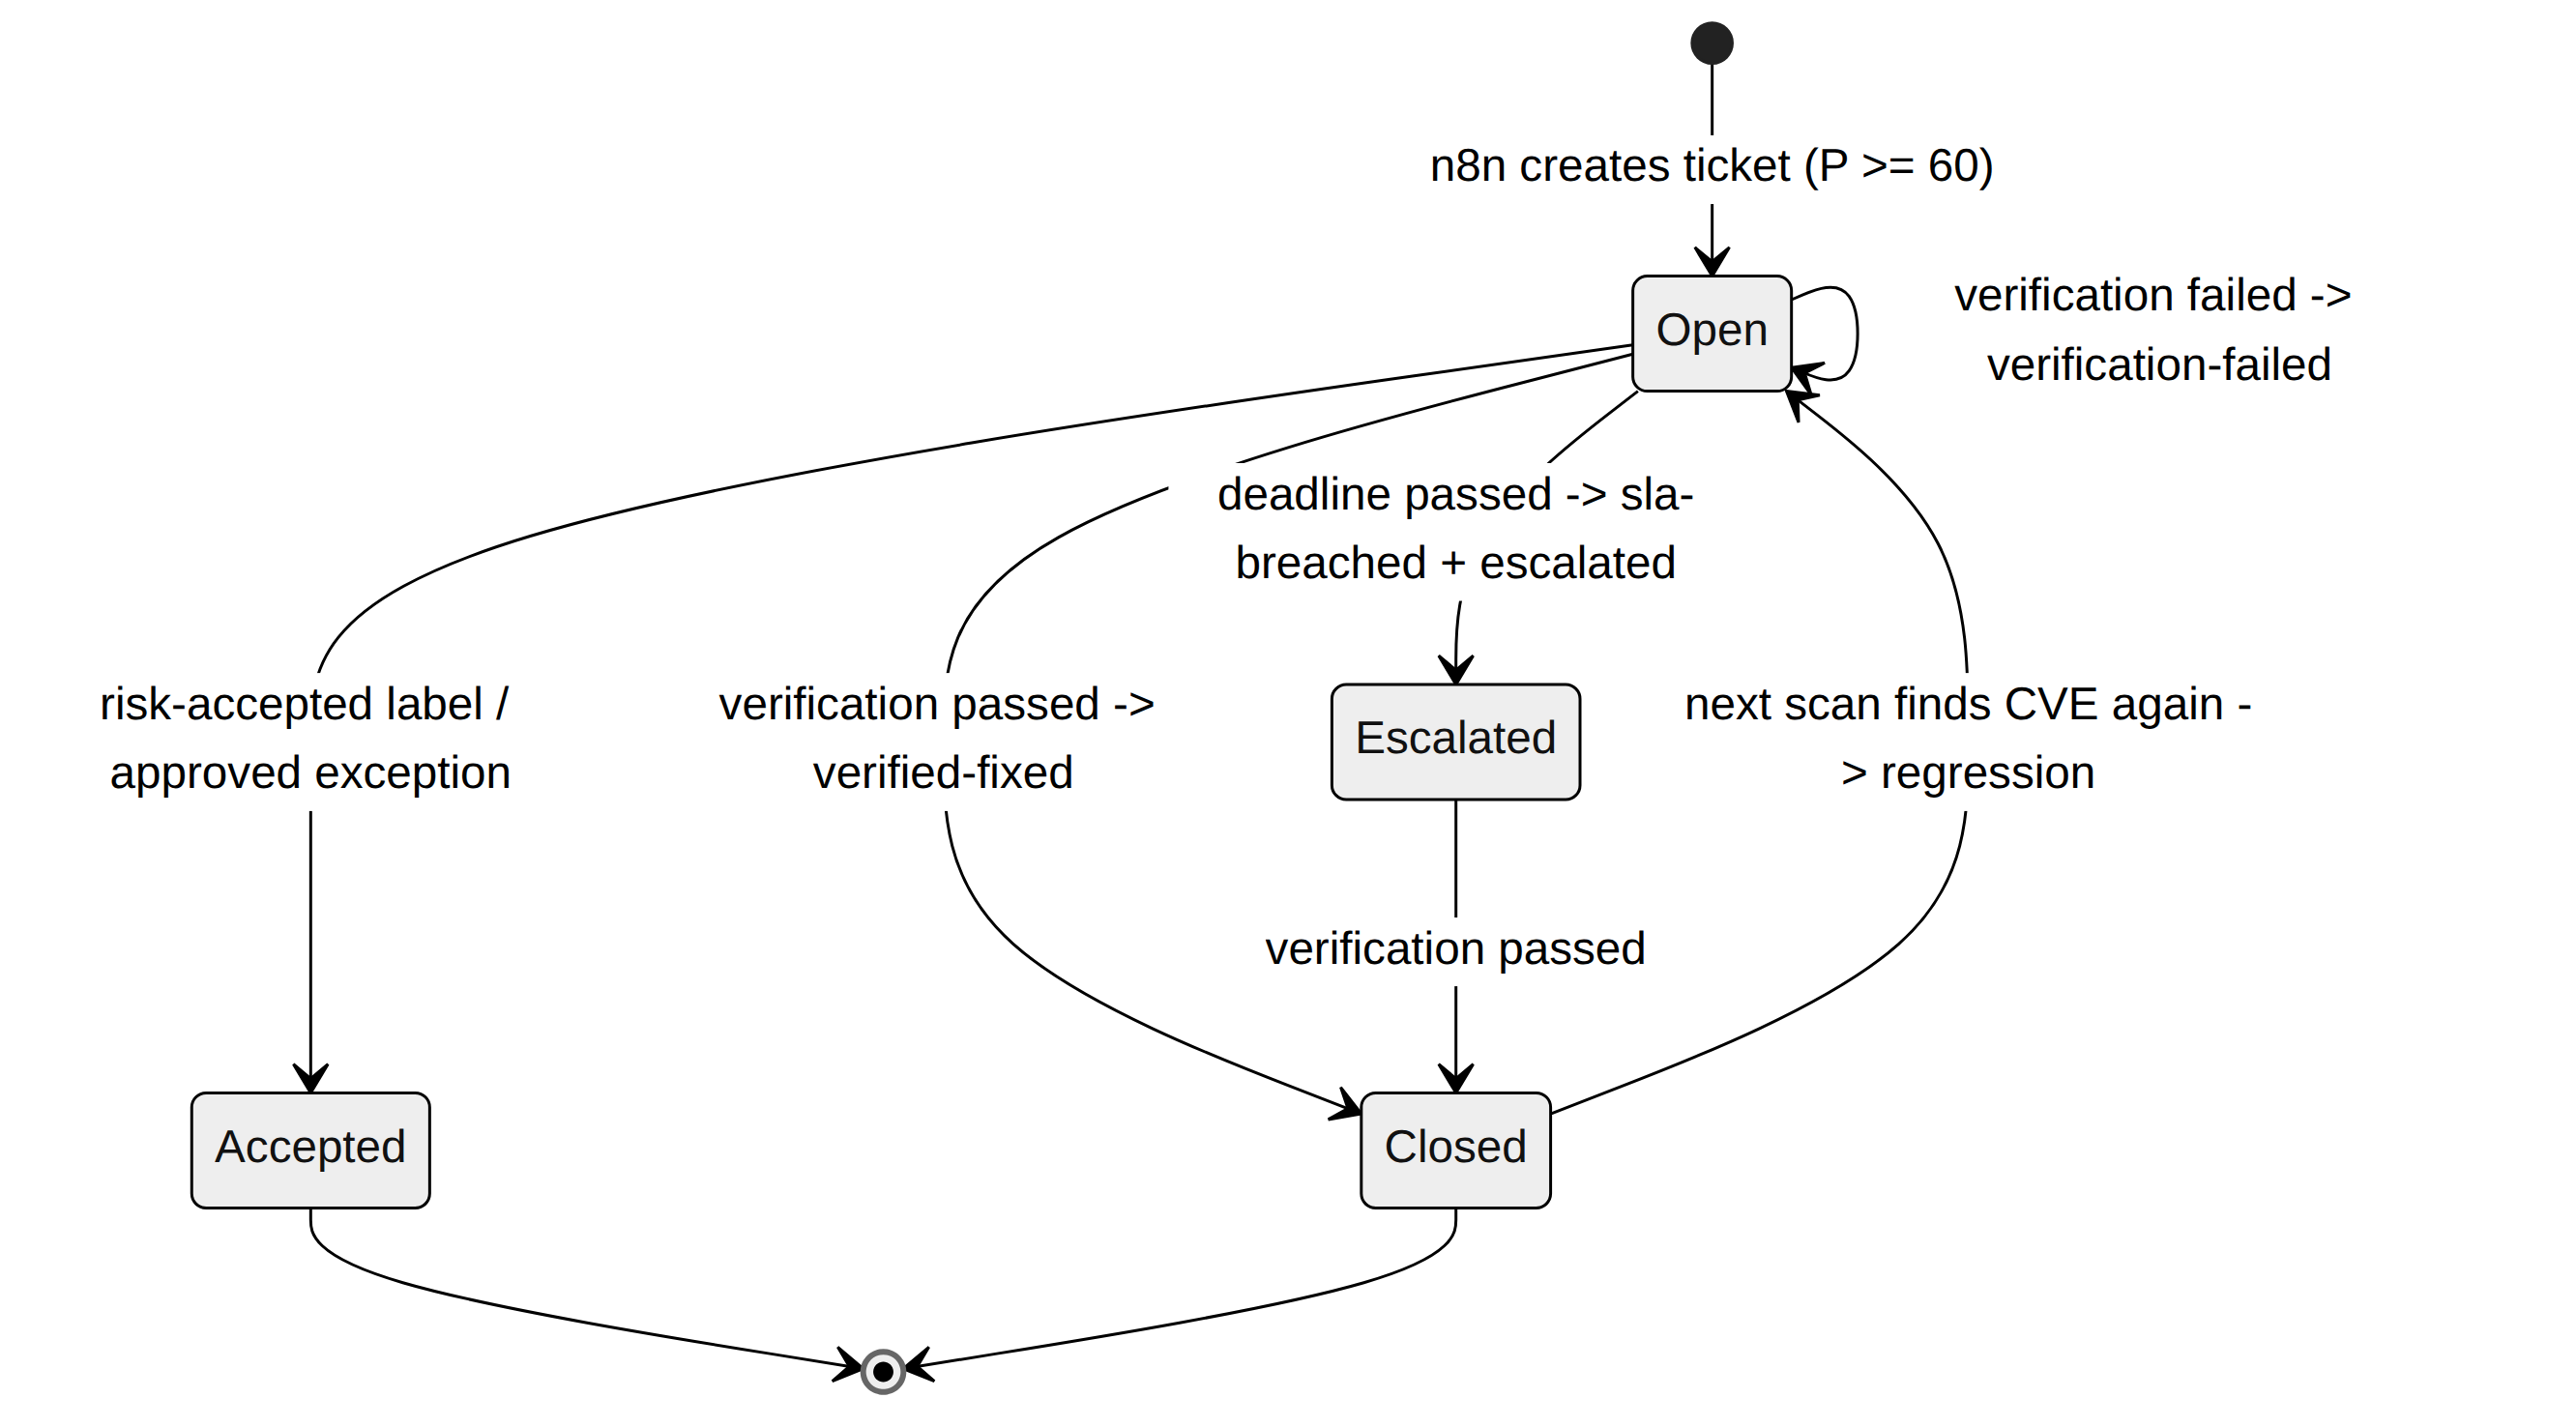 n8n creates ticket (P >= 60)
Open
verification failed ->
verification-failed
deadline passed -> sla-
breached + escalated
risk-accepted label /
approved exception
verification passed ->
verified-fixed
Escalated
next scan finds CVE again -
> regression
verification passed
Accepted
Closed